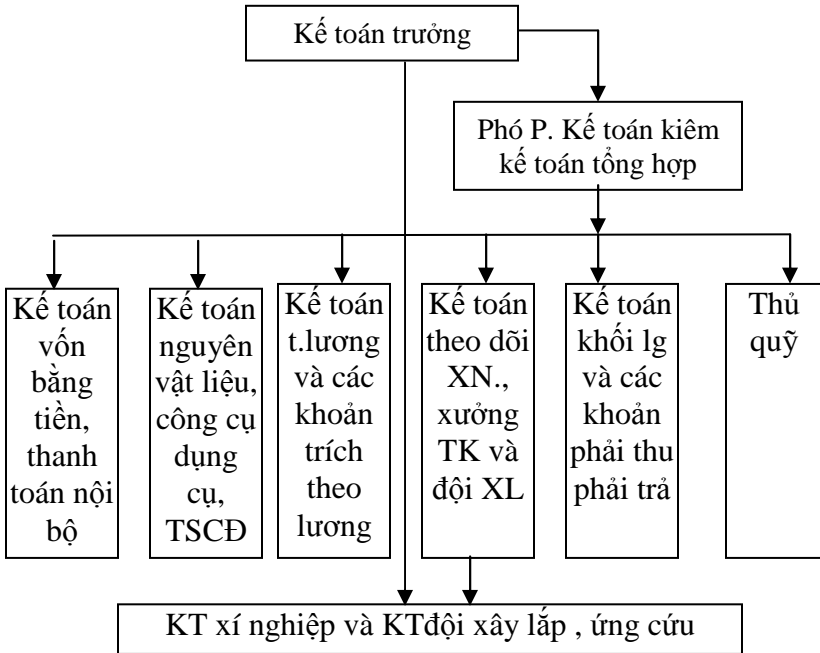 Kế toán trưởng
Phó P. Kế toán kiêm
kế toán tổng hợp
Kế toán
vốn
bằng
tiền,
thanh
toán nội
bộ
Kế toán
nguyên
vật liệu,
công cụ
dụng
cụ,
TSCĐ
Kế toán
t.lương
và các
khoản
trích
theo
lương
Kế toán
theo dõi
XN.,
xưởng
TK và
đội XL
Kế toán
khối lg
và các
khoản
phải thu
phải trả
Thủ
quỹ
KT xí nghiệp và KTđội xây lắp , ứng cứu